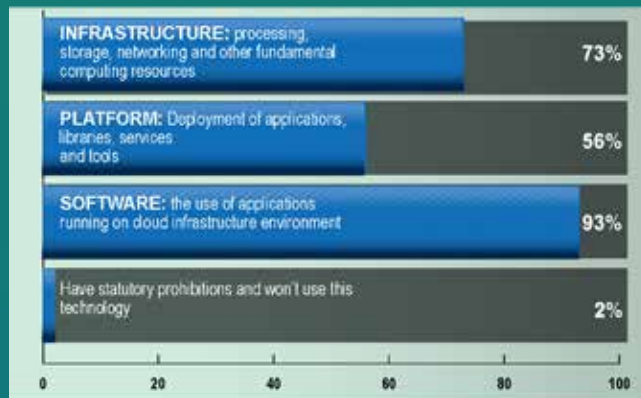 INFRASTRUCTURE: processing,
storage, networking and other fundamental
computing resources
73%
PLATFORM: Deployment of applications,
libraries, services
and tools
56%
SOFTWARE: the use of applications
running on cloud infrastructure environment
93%
Have statutory prohibitions and won't use this
technology
2%
0 20 40 60 80 100